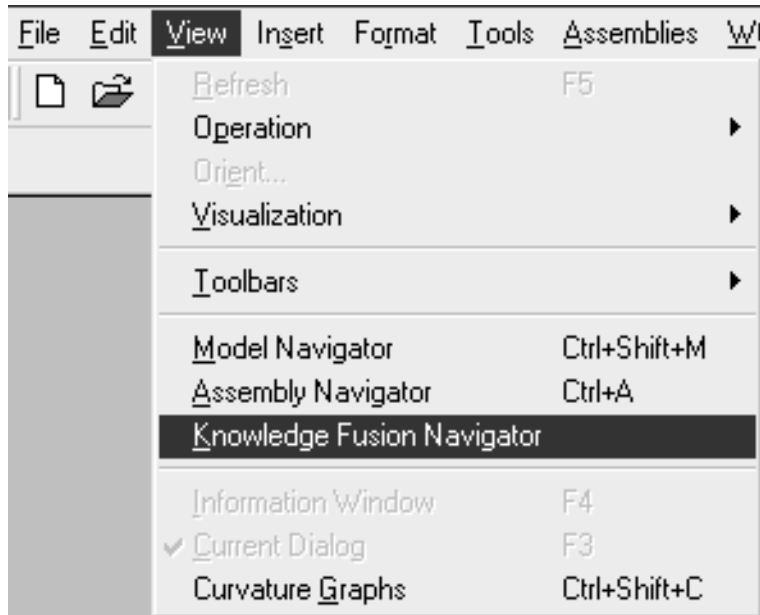 File Edit View Insert Format Tools Assemblies
Refresh F5
Operation
Orient...
Visualization
Toolbars
Model Navigator Ctrl+Shift+M
Assembly Navigator Ctrl+A
Knowledge Fusion Navigator
Information Window F4
Current Dialog F3
Curvature Graphs Ctrl+Shift+C